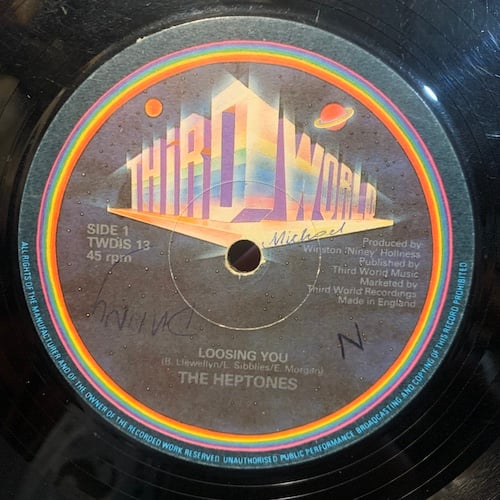 THIRD WORLD
Michael
SIDE 1
TWDIS 13
45 rpm
Produced by
Winston 'Niney' Hollness
Published by
Third World Music
Marketed by
Third World Recordings
Made in England
N
LOOSING YOU
(B. Llewellyn/L. Sibblies/E. Morgan)
THE HEPTONES
ALL RIGHTS OF THE MANUFACTURER AND OF THE OWNER OF THE RECORDED WORK RESERVED UNAUTHORISED PUBLIC PERFORMANCE BROADCASTING AND COPYING OF THIS RECORD PROHIBITED